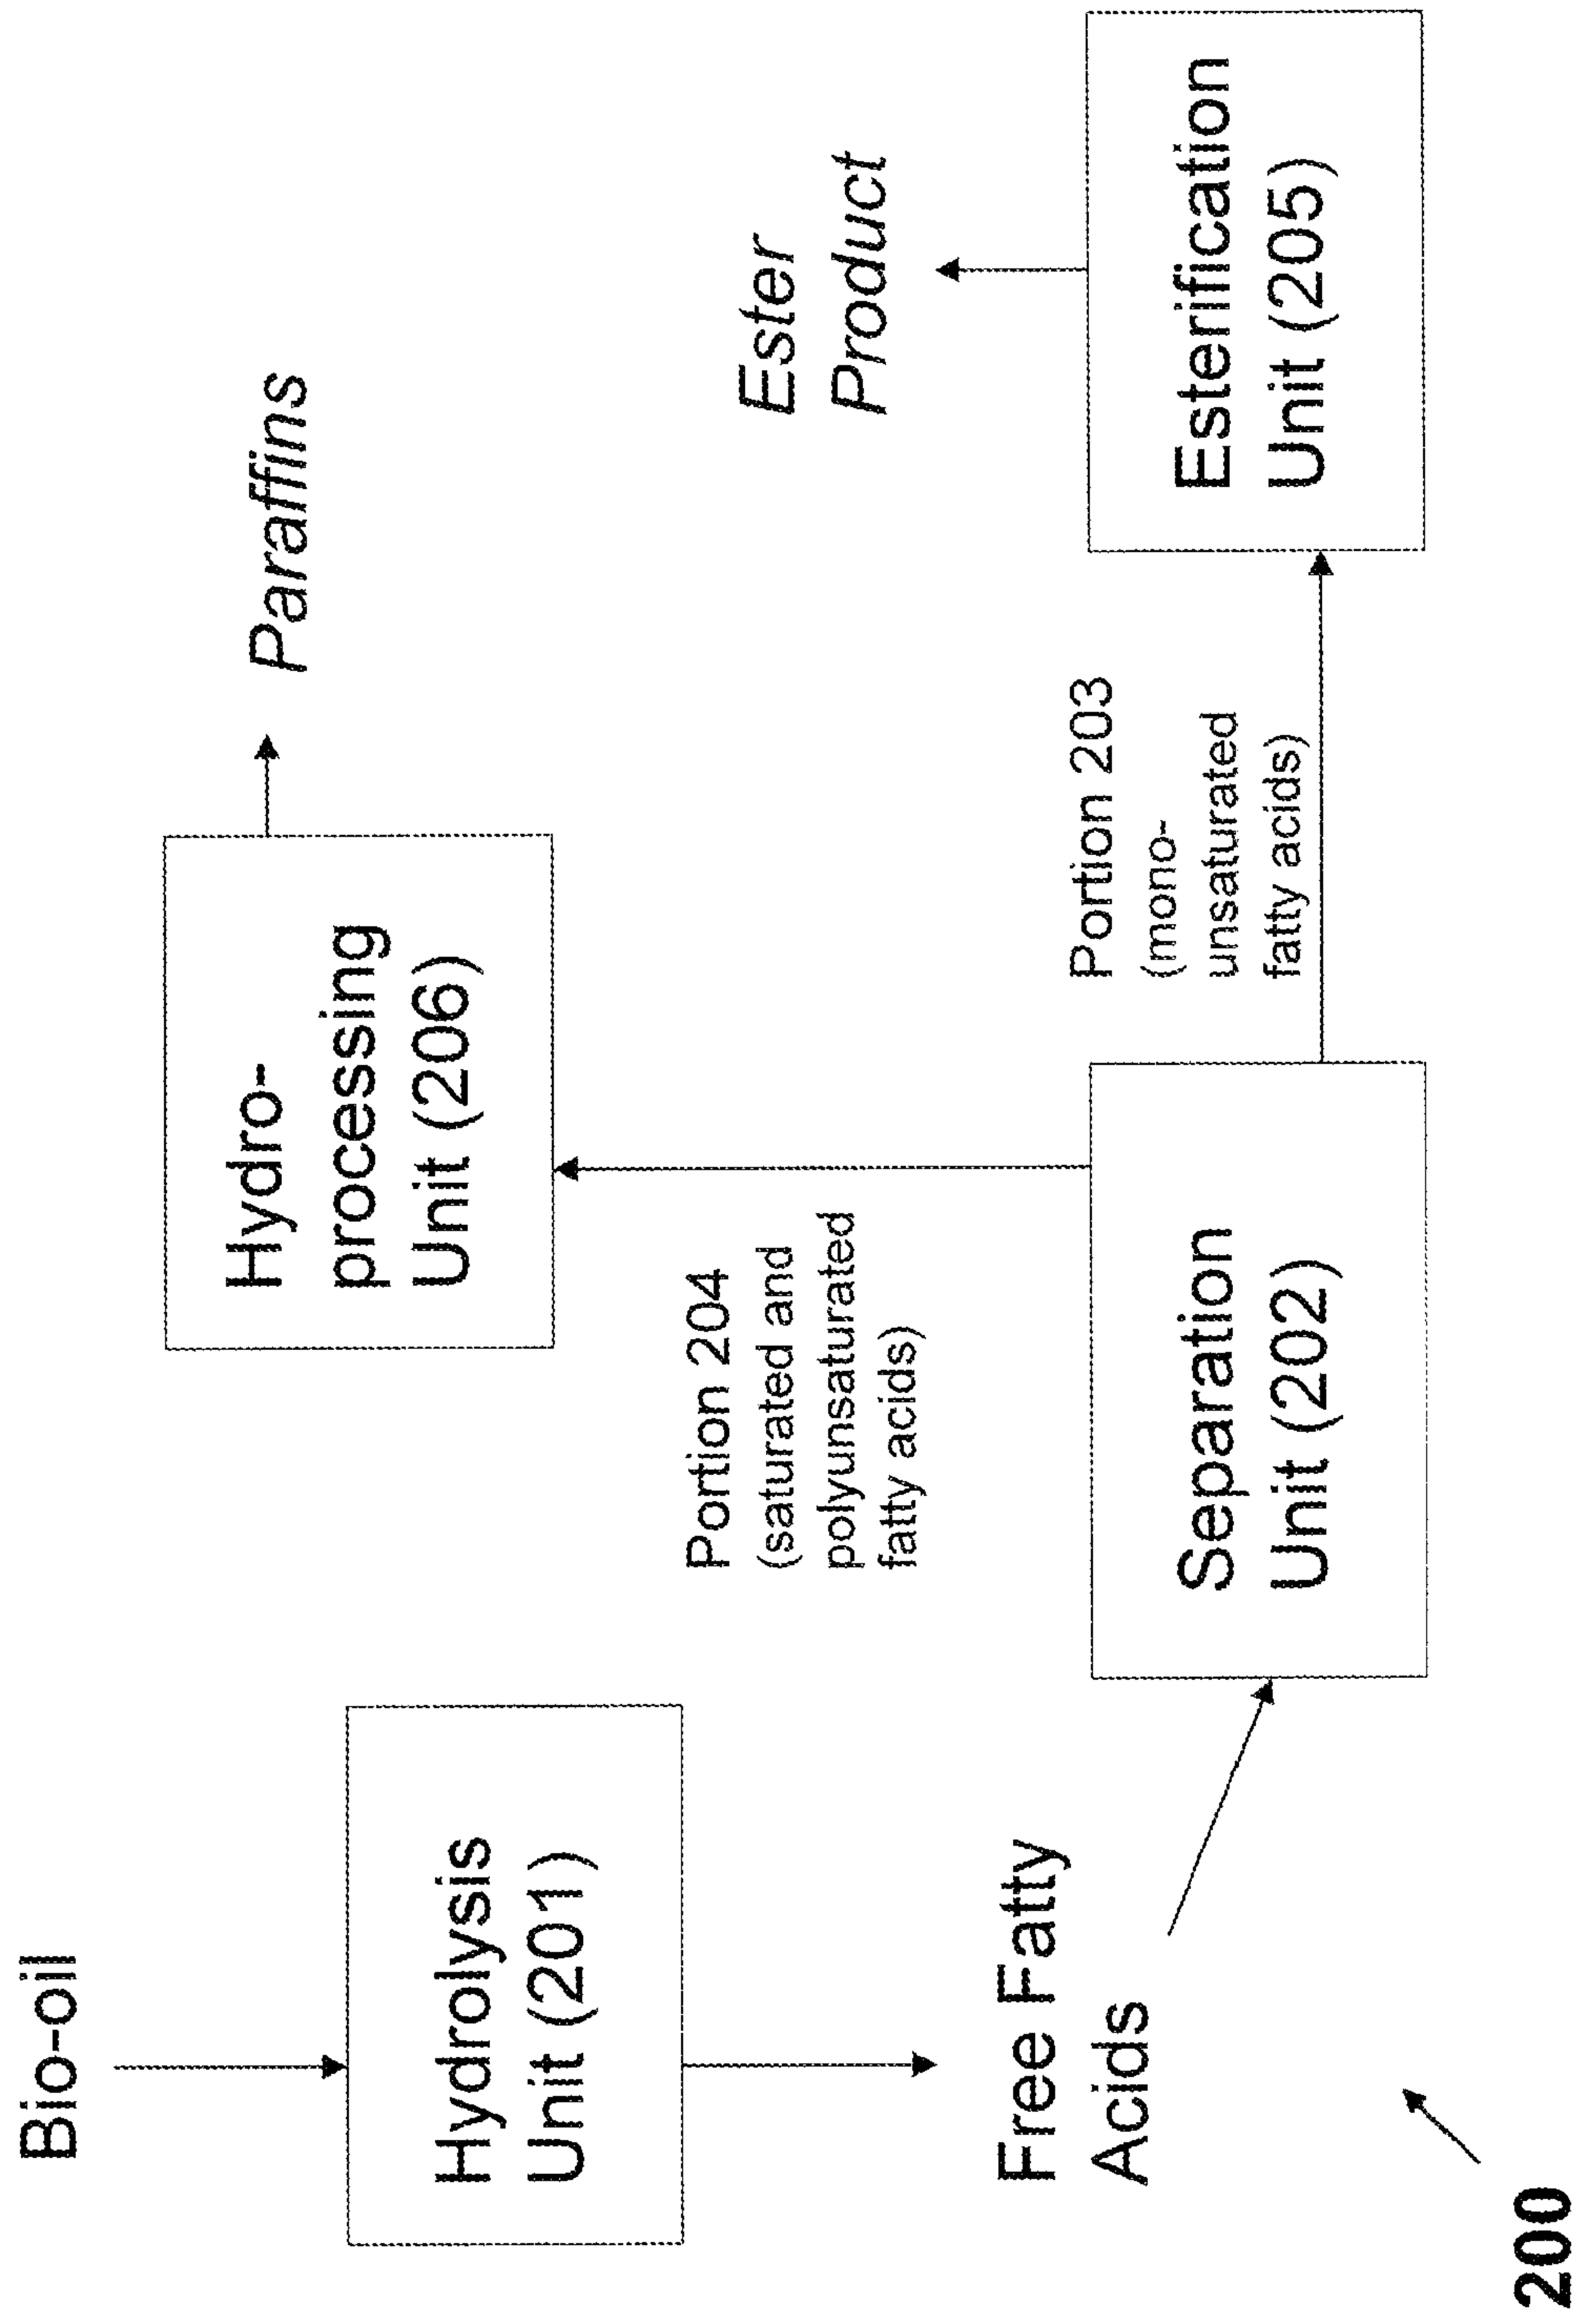 Bio-oil
Hydrolysis
Unit (201)
Free Fatty
Acids
Separation
Unit (202)
Portion 204
(saturated and
polyunsaturated
fatty acids)
Hydro-
processing
Unit (206)
Paraffins
Portion 203
(mono-
unsaturated
fatty acids)
Esterification
Unit (205)
Ester
Product
200